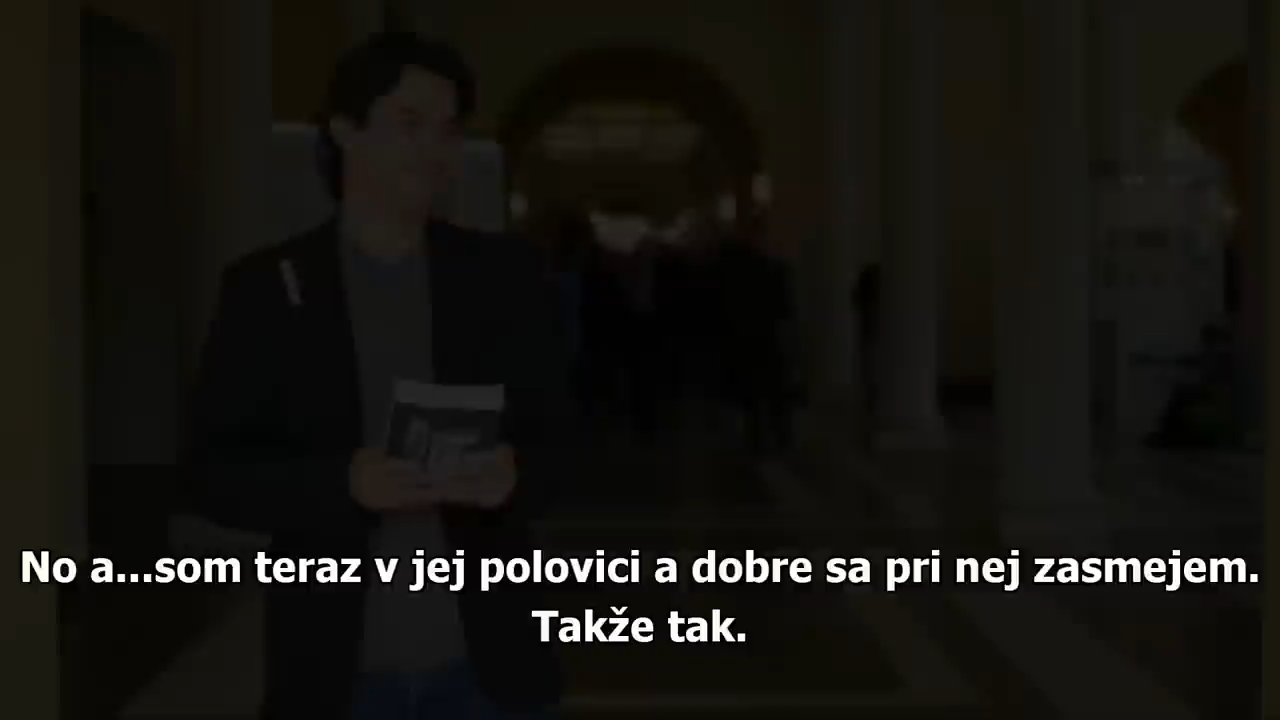 No a...som teraz v jej polovici a dobre sa pri nej zasmejem.
Takže tak.